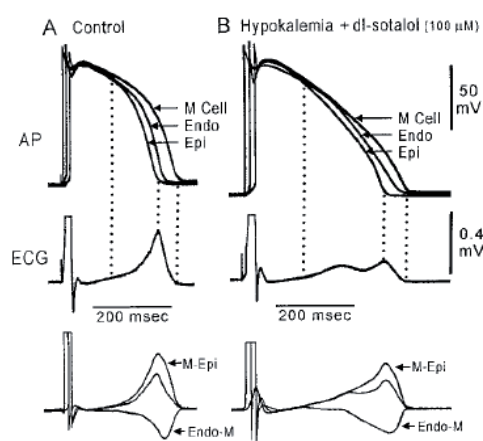 A Control
B Hypokalemia + dl-sotalol (100 µM)
AP
M Cell
Endo
Epi
M Cell
Endo
Epi
50
mV
ECG
0.4
mV
200 msec
200 msec
M-Epi
Endo-M
M-Epi
Endo-M